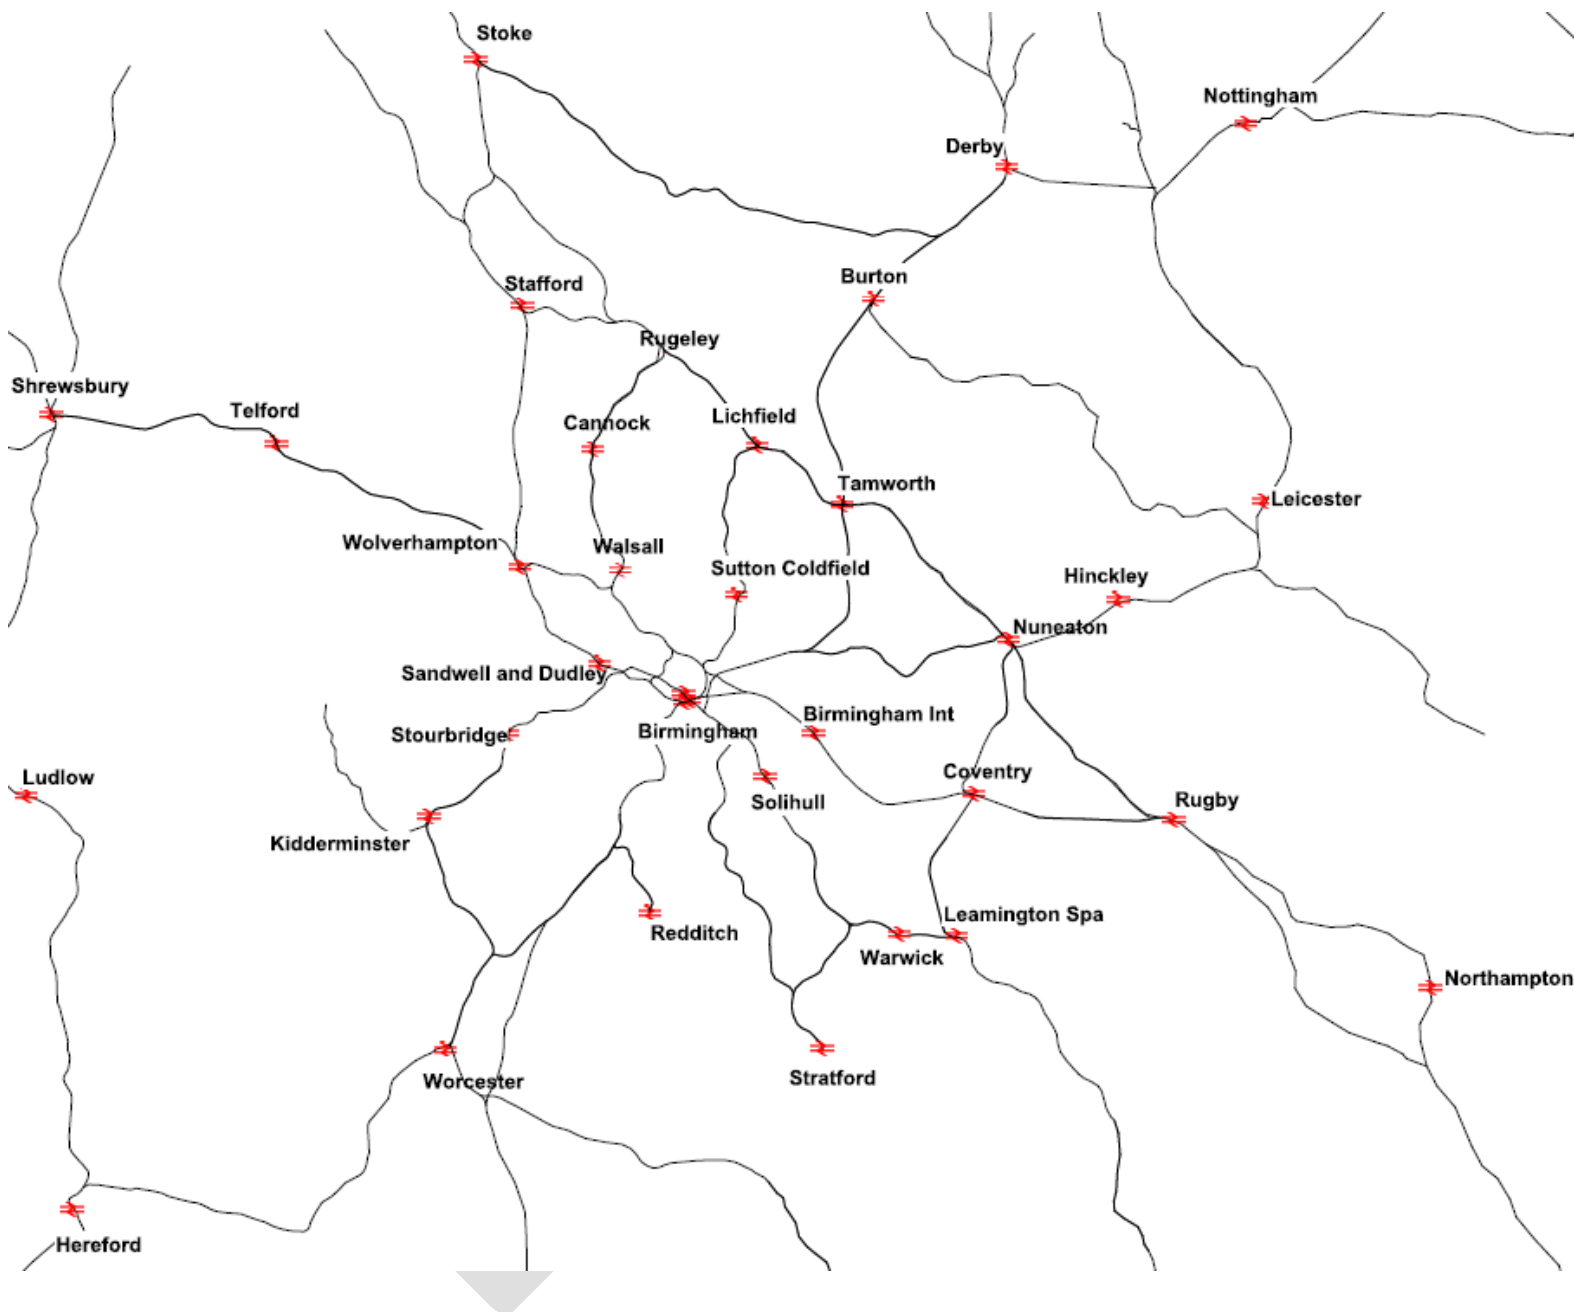 Stoke
Nottingham
Derby
Burton
Stafford
Rugeley
Shrewsbury
Telford
Cannock
Lichfield
Tamworth
Leicester
Wolverhampton
Walsall
Sutton Coldfield
Hinckley
Nuneaton
Sandwell and Dudley
Birmingham Int
Stourbridge
Birmingham
Coventry
Ludlow
Solihull
Rugby
Kidderminster
Leamington Spa
Redditch
Warwick
Northampton
Stratford
Worcester
Hereford